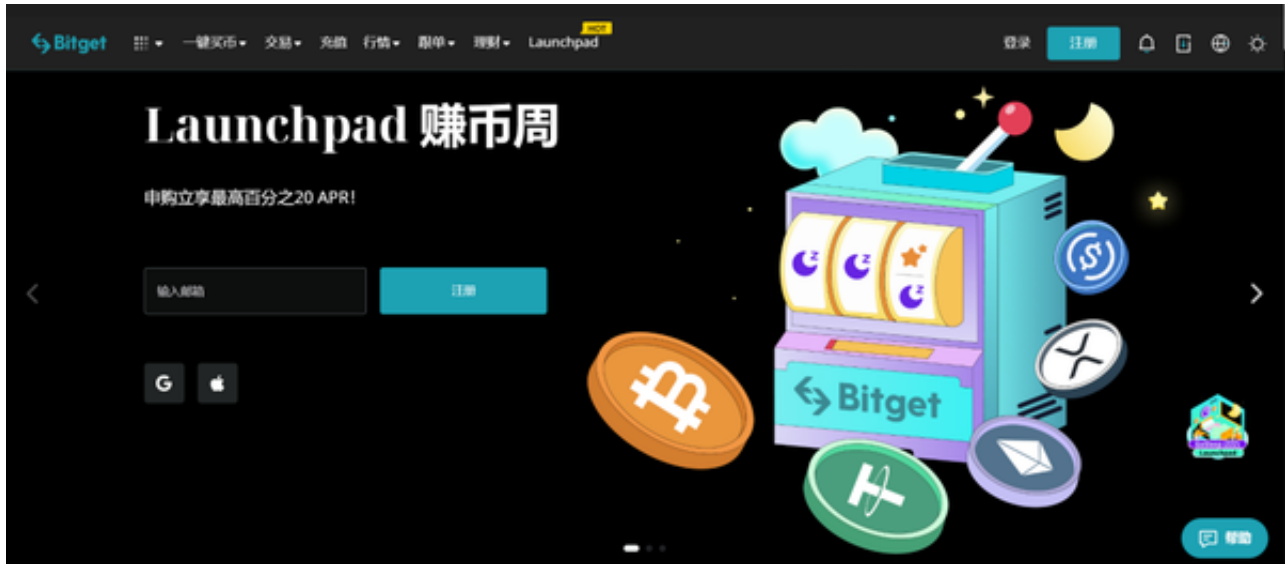 Bitget
一键买币 交易 充值 行情 跟单 理财 Launchpad HOT
登录 注册
Launchpad 赚币周
申购立享最高百分之20 APR!
输入邮箱 注册
G
Bitget
Launchpad
帮助